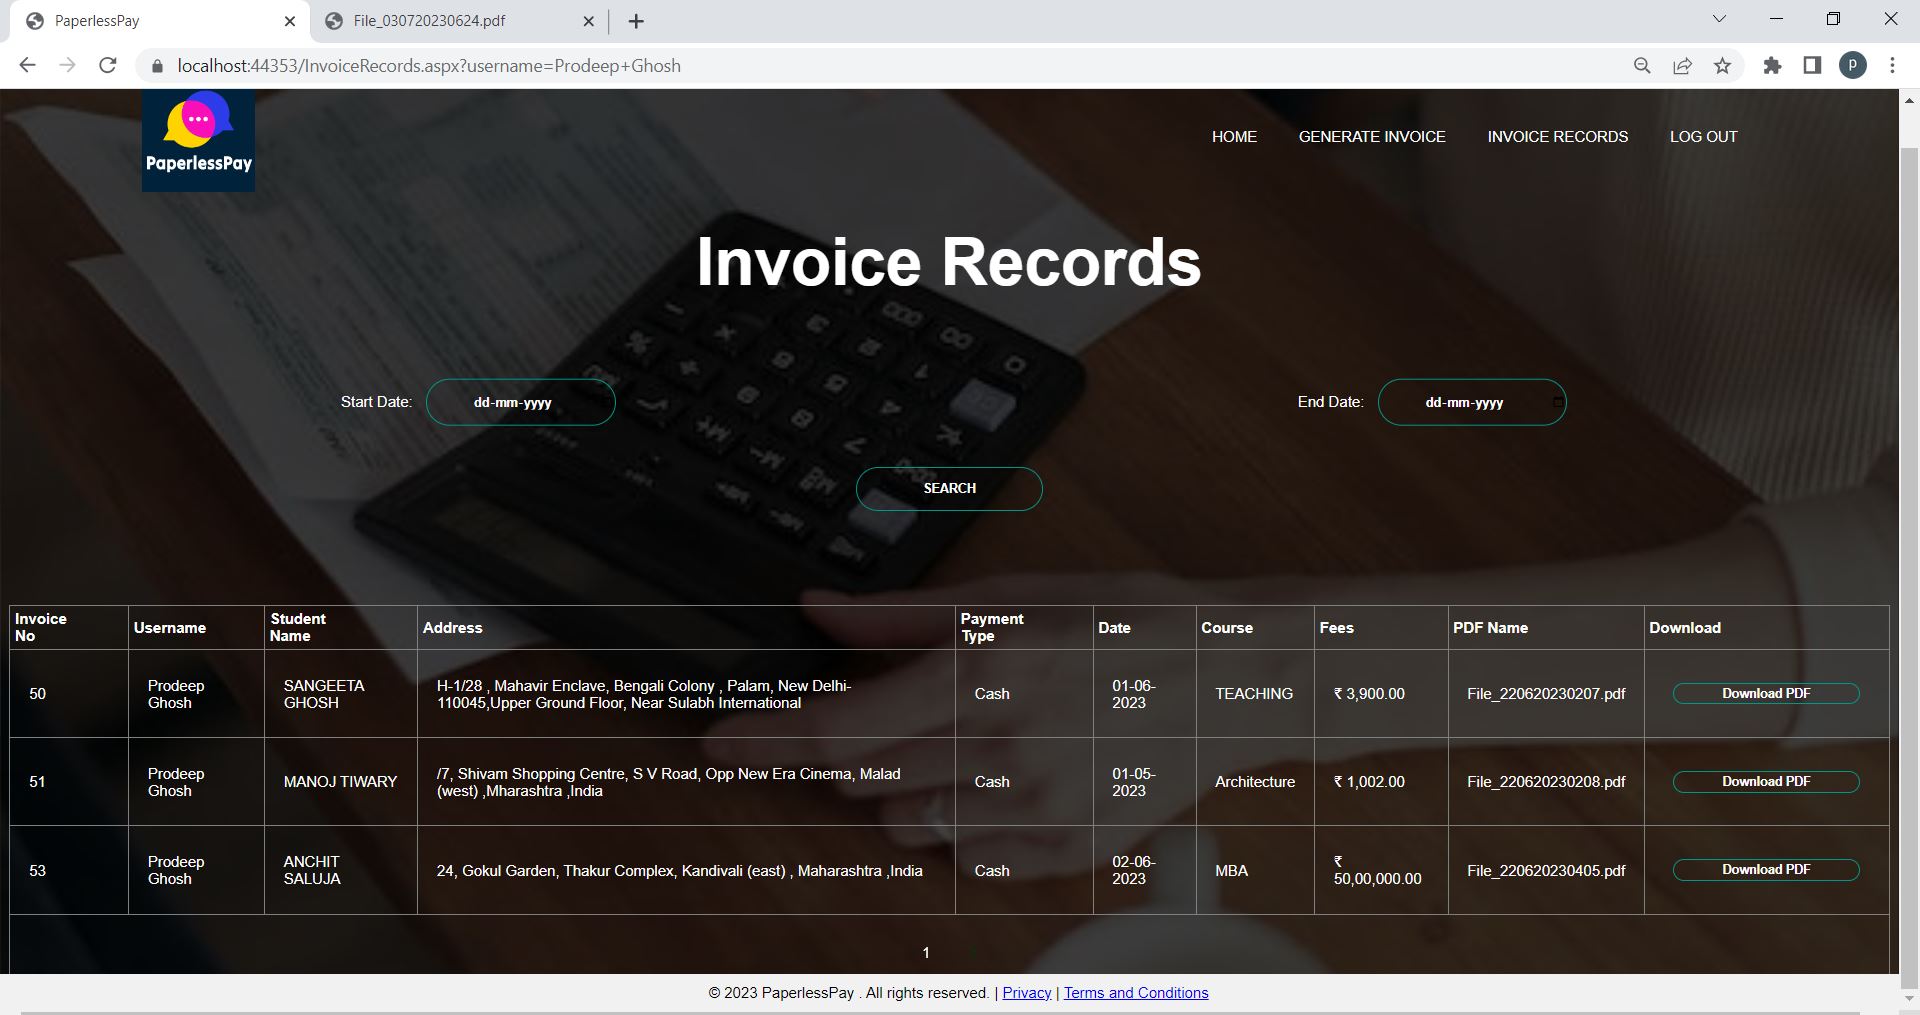 PaperlessPay
File_030720230624.pdf
localhost:44353/InvoiceRecords.aspx?username=Prodeep+Ghosh
P
PaperlessPay
HOME GENERATE INVOICE INVOICE RECORDS LOG OUT
Invoice Records
Start Date: dd-mm-yyyy
End Date: dd-mm-yyyy
SEARCH
Invoice No Username Student Name Address Payment Type Date Course Fees PDF Name Download
50 Prodeep Ghosh SANGEETA GHOSH H-1/28 , Mahavir Enclave, Bengali Colony , Palam, New Delhi-110045,Upper Ground Floor, Near Sulabh International Cash 01-06-2023 TEACHING ₹ 3,900.00 File_220620230207.pdf Download PDF
51 Prodeep Ghosh MANOJ TIWARY /7, Shivam Shopping Centre, S V Road, Opp New Era Cinema, Malad (west) ,Mharashtra ,India Cash 01-05-2023 Architecture ₹ 1,002.00 File_220620230208.pdf Download PDF
53 Prodeep Ghosh ANCHIT SALUJA 24, Gokul Garden, Thakur Complex, Kandivali (east) , Maharashtra ,India Cash 02-06-2023 MBA ₹ 50,00,000.00 File_220620230405.pdf Download PDF
1
© 2023 PaperlessPay . All rights reserved. | Privacy | Terms and Conditions